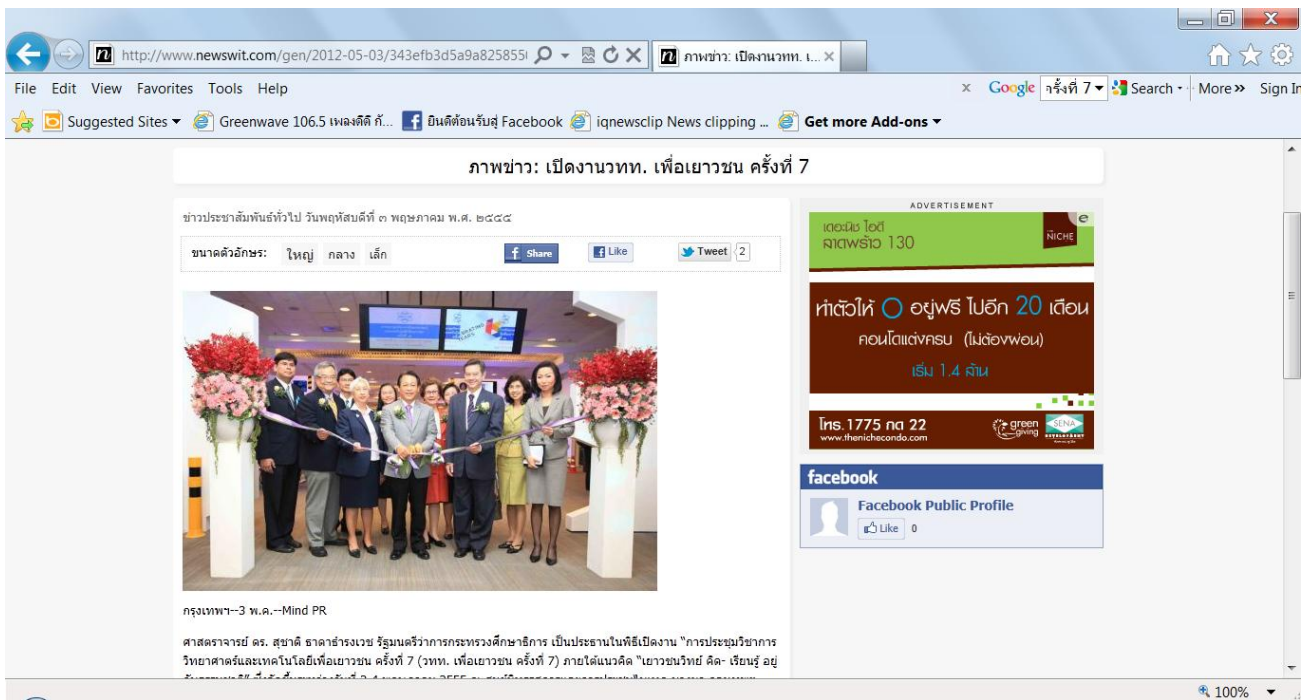 http://www.newswit.com/gen/2012-05-03/343efb3d5a9a825855
ภาพข่าว: เปิดงานวทท. เ...
File Edit View Favorites Tools Help
Google
ครั้งที่ 7
Search
More »
Sign In
Suggested Sites
Greenwave 106.5 เพลงดีดี กั...
ยินดีต้อนรับสู่ Facebook
iqnewsclip News clipping ...
Get more Add-ons
ภาพข่าว: เปิดงานวทท. เพื่อเยาวชน ครั้งที่ 7
ข่าวประชาสัมพันธ์ทั่วไป วันพฤหัสบดีที่ ๓ พฤษภาคม พ.ศ. ๒๕๕๕
ขนาดตัวอักษร: ใหญ่ กลาง เล็ก
f Share
Like
Tweet 2
กรุงเทพฯ--3 พ.ค.--Mind PR
ศาสตราจารย์ ดร. สุชาติ ธาดาธำรงเวช รัฐมนตรีว่าการกระทรวงศึกษาธิการ เป็นประธานในพิธีเปิดงาน "การประชุมวิชาการ
วิทยาศาสตร์และเทคโนโลยีเพื่อเยาวชน ครั้งที่ 7 (วทท. เพื่อเยาวชน ครั้งที่ 7) ภายใต้แนวคิด "เยาวชนวิทย์ คิด- เรียนรู้ อยู่
ADVERTISEMENT
เดอะนิช ไอดี
ลาดพร้าว 130
THE NICHE
e
ทำตัวให้ O อยู่ฟรี ไปอีก 20 เดือน
คอนโดแต่งครบ (ไม่ต้องผ่อน)
เริ่ม 1.4 ล้าน
โทร.1775 กด 22
www.thenichecondo.com
green giving
SENA
DEVELOPMENT
facebook
Facebook Public Profile
Like 0
100%